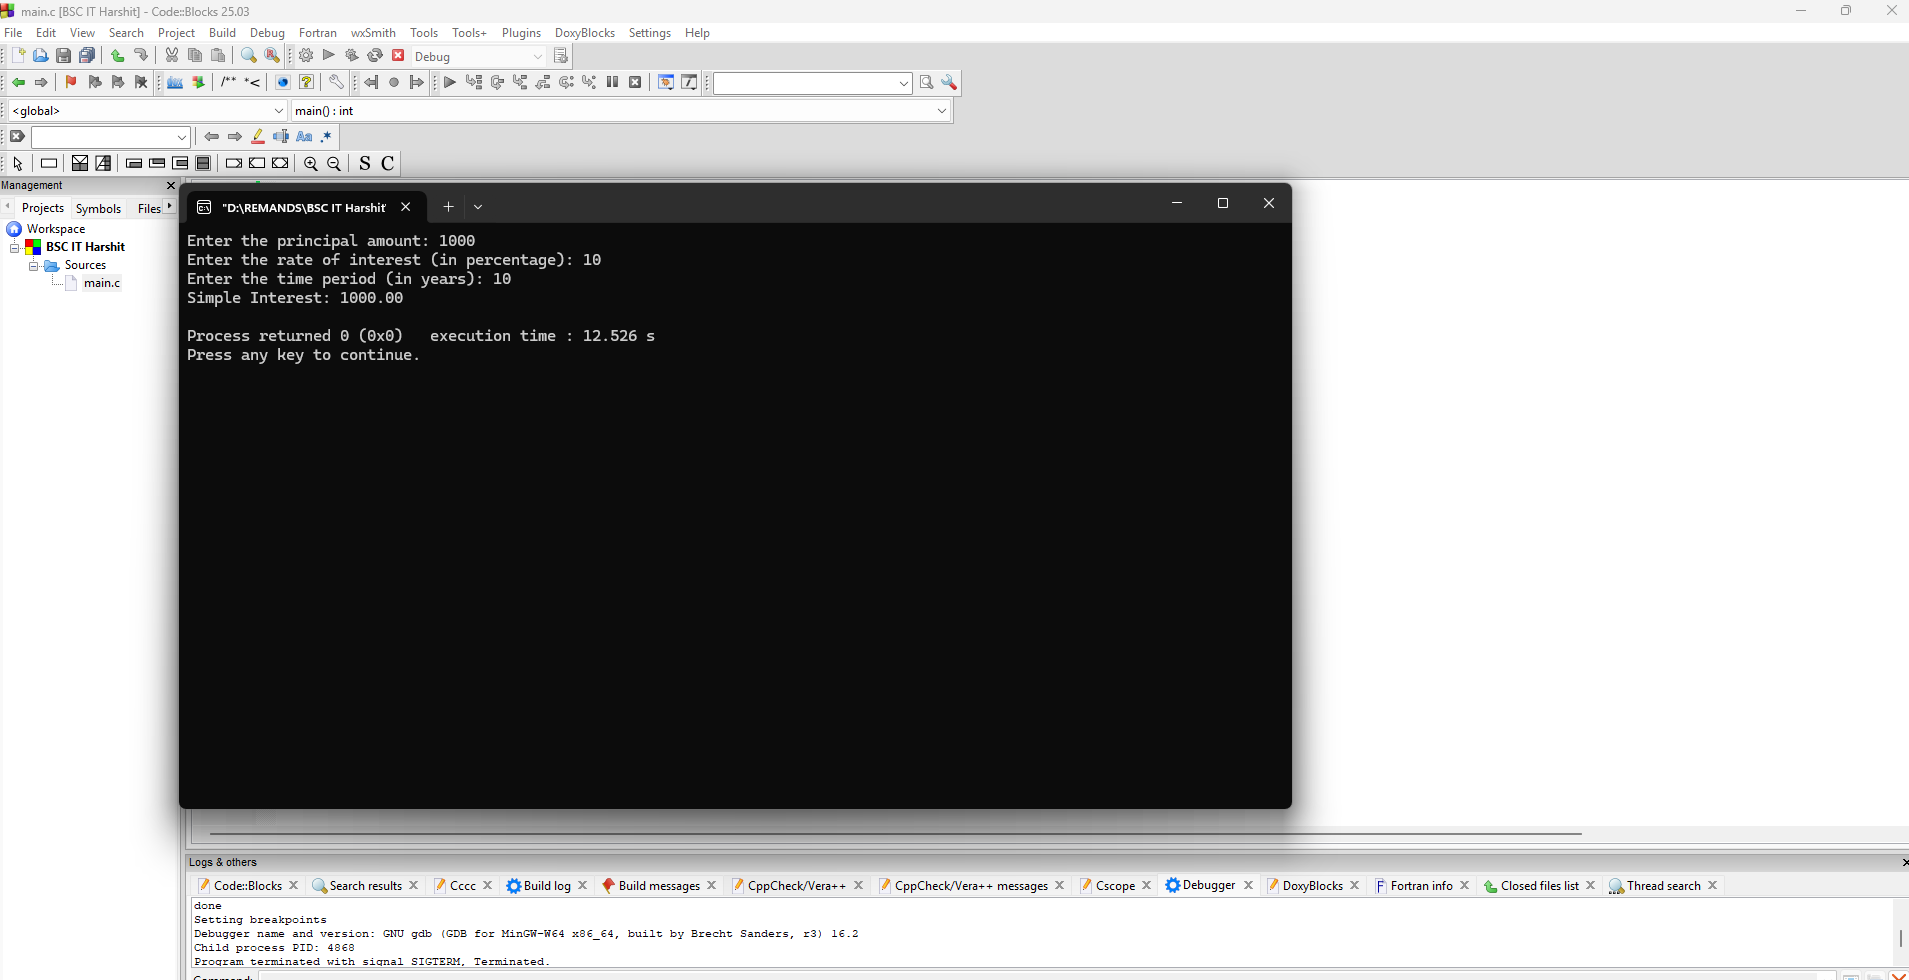 main.c [BSC IT Harshit] - Code::Blocks 25.03
File Edit View Search Project Build Debug Fortran wxSmith Tools Tools+ Plugins DoxyBlocks Settings Help
Debug
/** *<
<global> main() : int
Aa .*
S C
Management
Projects Symbols Files
Workspace
BSC IT Harshit
Sources
main.c
"D:\REMANDS\BSC IT Harshit'
Enter the principal amount: 1000
Enter the rate of interest (in percentage): 10
Enter the time period (in years): 10
Simple Interest: 1000.00
Process returned 0 (0x0)   execution time : 12.526 s
Press any key to continue.
Logs & others
Code::Blocks Search results Cccc Build log Build messages CppCheck/Vera++ CppCheck/Vera++ messages Cscope Debugger DoxyBlocks Fortran info Closed files list Thread search
done
Setting breakpoints
Debugger name and version: GNU gdb (GDB for MinGW-W64 x86_64, built by Brecht Sanders, r3) 16.2
Child process PID: 4868
Program terminated with signal SIGTERM, Terminated.
Command: